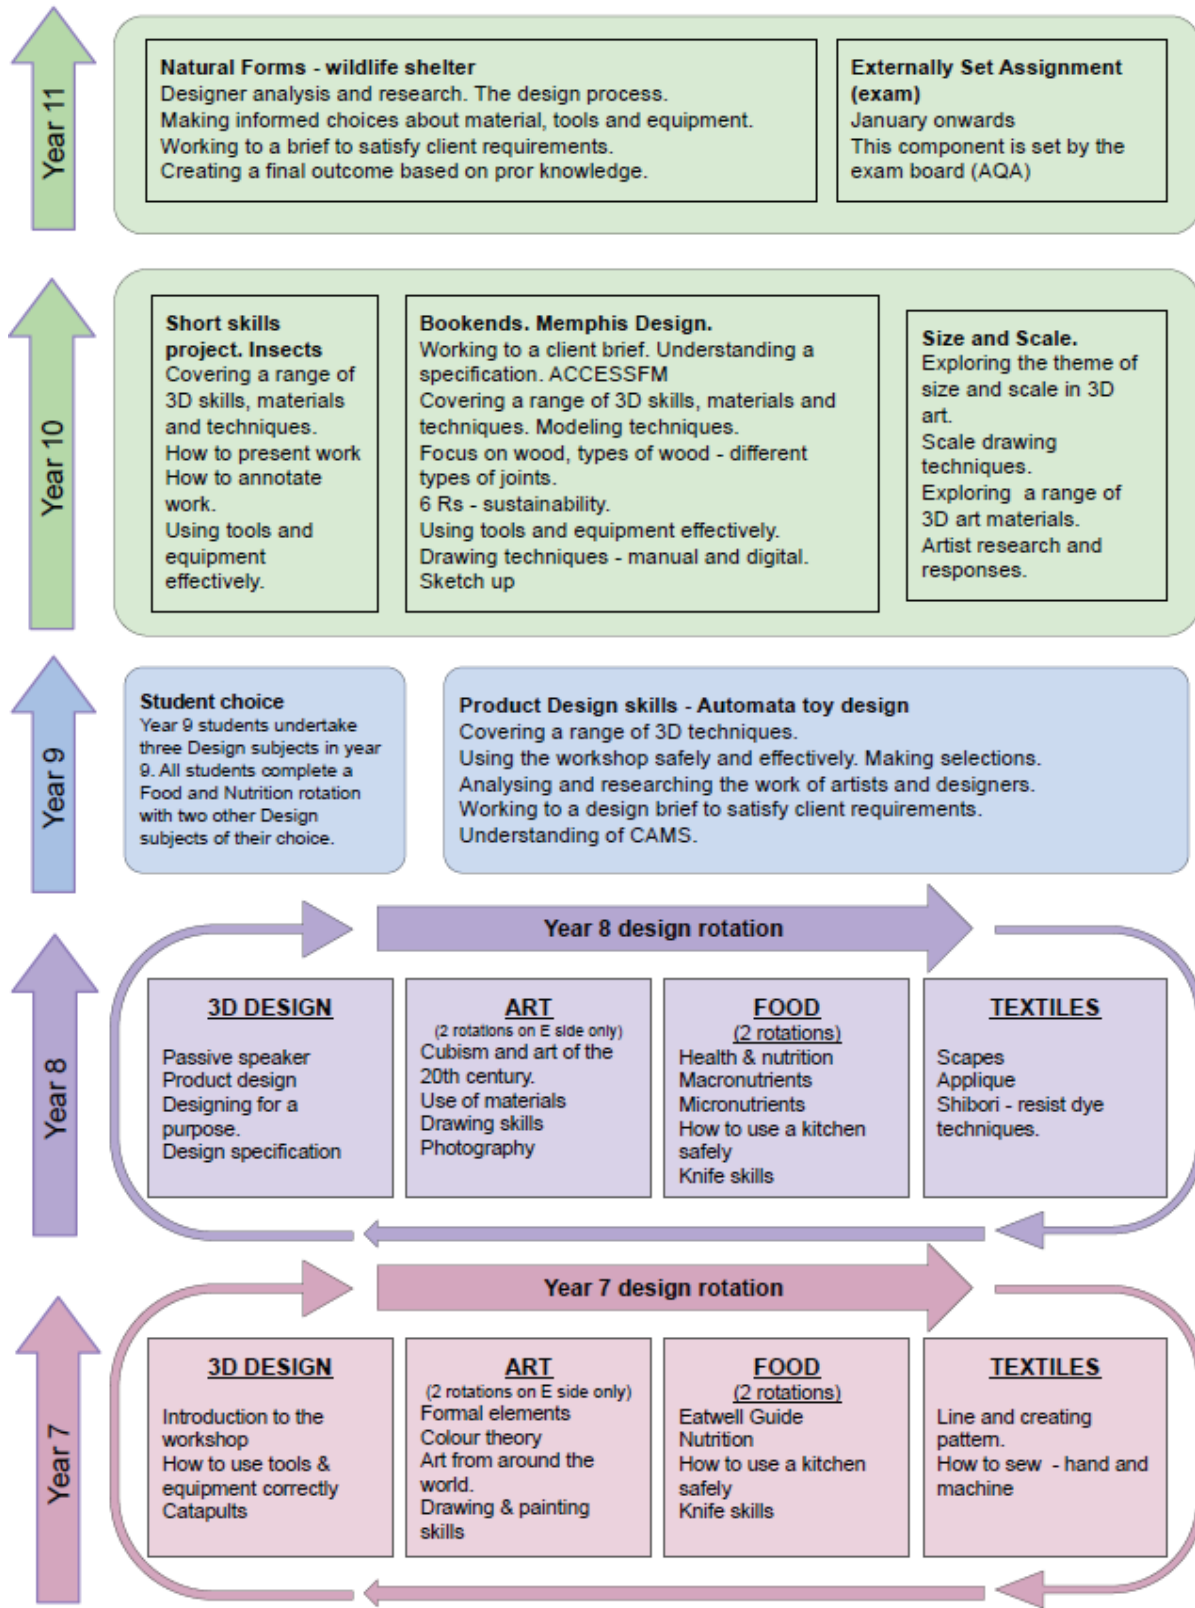 Year 11
Natural Forms - wildlife shelter
Designer analysis and research. The design process.
Making informed choices about material, tools and equipment.
Working to a brief to satisfy client requirements.
Creating a final outcome based on pror knowledge.
Externally Set Assignment
(exam)
January onwards
This component is set by the
exam board (AQA)
Year 10
Short skills
project. Insects
Covering a range of
3D skills, materials
and techniques.
How to present work
How to annotate
work.
Using tools and
equipment
effectively.
Bookends. Memphis Design.
Working to a client brief. Understanding a
specification. ACCESSFM
Covering a range of 3D skills, materials and
techniques. Modeling techniques.
Focus on wood, types of wood - different
types of joints.
6 Rs - sustainability.
Using tools and equipment effectively.
Drawing techniques - manual and digital.
Sketch up
Size and Scale.
Exploring the theme of
size and scale in 3D
art.
Scale drawing
techniques.
Exploring a range of
3D art materials.
Artist research and
responses.
Year 9
Student choice
Year 9 students undertake
three Design subjects in year
9. All students complete a
Food and Nutrition rotation
with two other Design
subjects of their choice.
Product Design skills - Automata toy design
Covering a range of 3D techniques.
Using the workshop safely and effectively. Making selections.
Analysing and researching the work of artists and designers.
Working to a design brief to satisfy client requirements.
Understanding of CAMS.
Year 8
Year 8 design rotation
3D DESIGN
Passive speaker
Product design
Designing for a
purpose.
Design specification
ART
(2 rotations on E side only)
Cubism and art of the
20th century.
Use of materials
Drawing skills
Photography
FOOD
(2 rotations)
Health & nutrition
Macronutrients
Micronutrients
How to use a kitchen
safely
Knife skills
TEXTILES
Scapes
Applique
Shibori - resist dye
techniques.
Year 7
Year 7 design rotation
3D DESIGN
Introduction to the
workshop
How to use tools &
equipment correctly
Catapults
ART
(2 rotations on E side only)
Formal elements
Colour theory
Art from around the
world.
Drawing & painting
skills
FOOD
(2 rotations)
Eatwell Guide
Nutrition
How to use a kitchen
safely
Knife skills
TEXTILES
Line and creating
pattern.
How to sew - hand and
machine